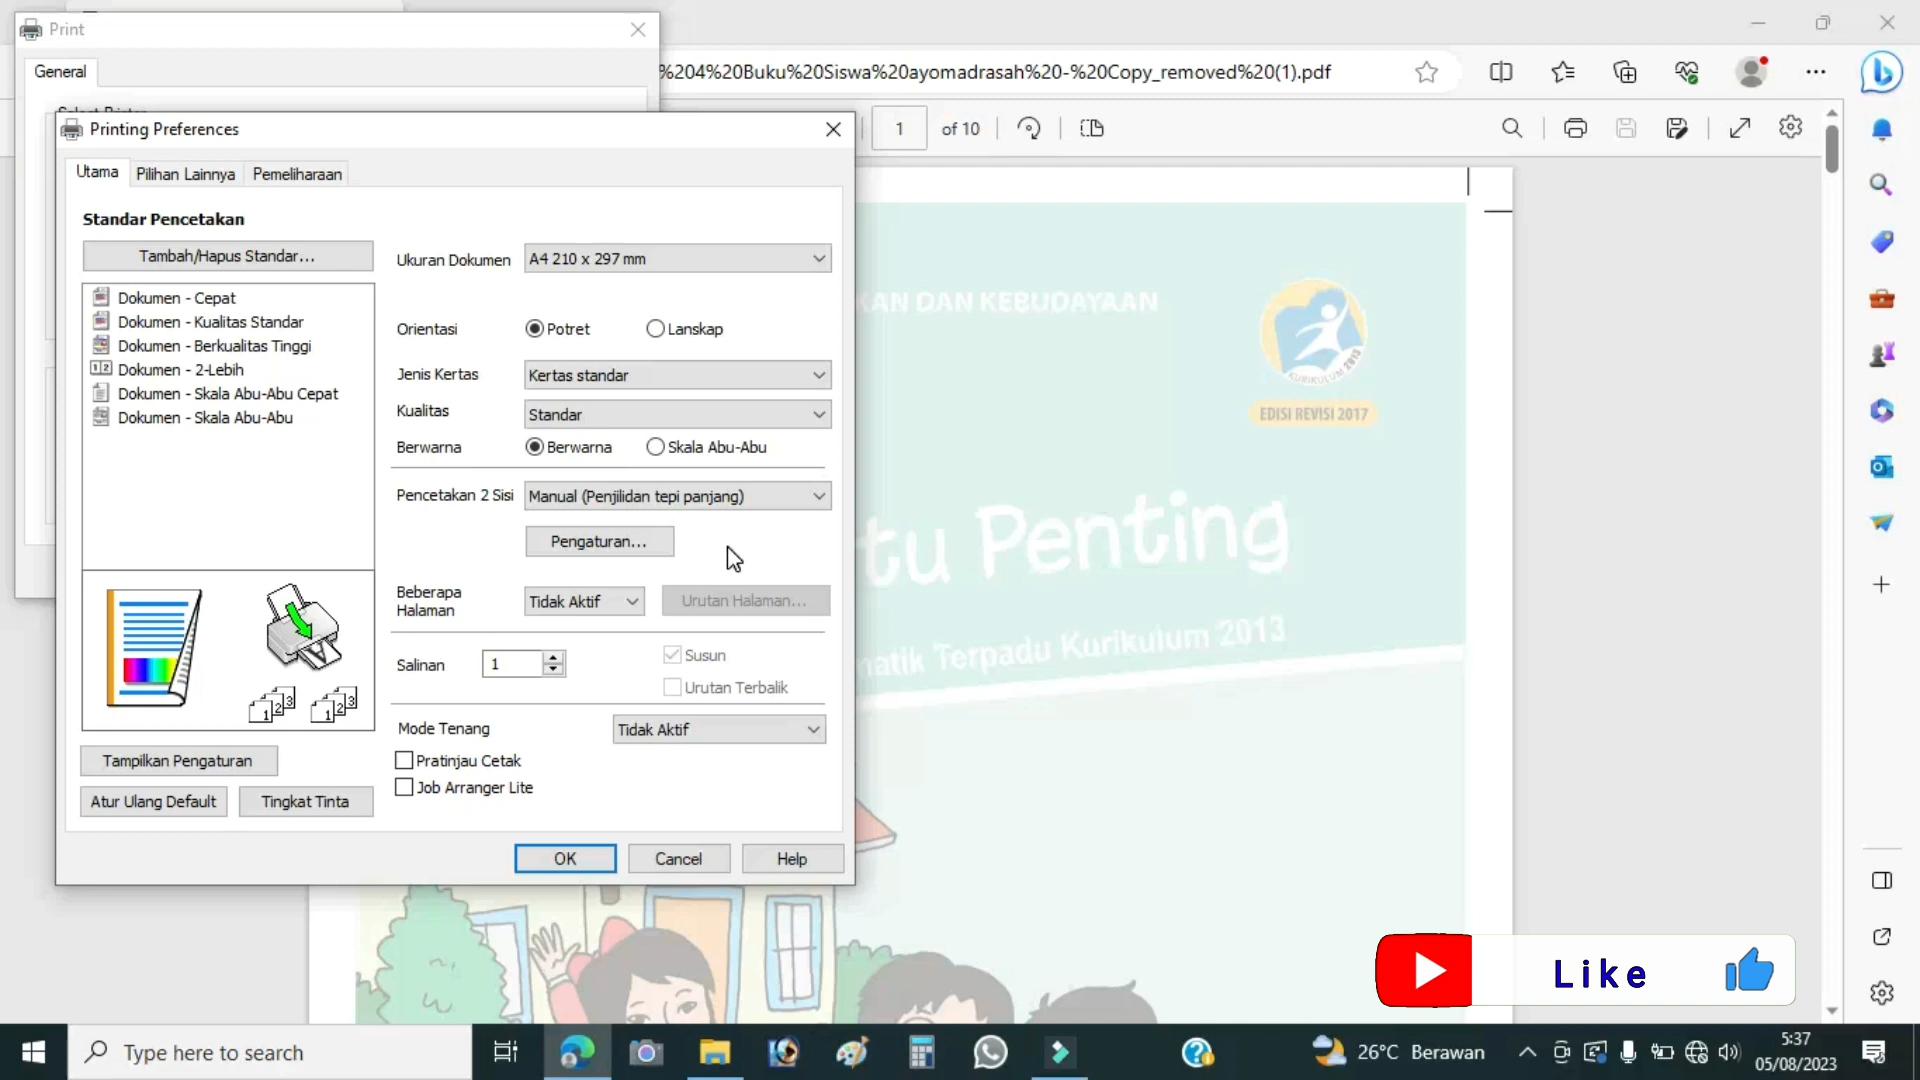 Print
General
%204%20Buku%20Siswa%20ayomadrasah%20-%20Copy_removed%20(1).pdf
1 of 10
Printing Preferences
Utama
Pilihan Lainnya
Pemeliharaan
Standar Pencetakan
Tambah/Hapus Standar...
Dokumen - Cepat
Dokumen - Kualitas Standar
Dokumen - Berkualitas Tinggi
Dokumen - 2-Lebih
Dokumen - Skala Abu-Abu Cepat
Dokumen - Skala Abu-Abu
Ukuran Dokumen
A4 210 x 297 mm
Orientasi
Potret
Lanskap
Jenis Kertas
Kertas standar
Kualitas
Standar
Berwarna
Berwarna
Skala Abu-Abu
Pencetakan 2 Sisi
Manual (Penjilidan tepi panjang)
Pengaturan...
Beberapa
Halaman
Tidak Aktif
Urutan Halaman...
Salinan
1
Susun
Urutan Terbalik
Mode Tenang
Tidak Aktif
Pratinjau Cetak
Job Arranger Lite
Tampilkan Pengaturan
Atur Ulang Default
Tingkat Tinta
OK
Cancel
Help
KAN DAN KEBUDAYAAN
KURIKULUM 2013
EDISI REVISI 2017
tu Penting
matik Terpadu Kurikulum 2013
Like
Type here to search
26°C Berawan
5:37
05/08/2023